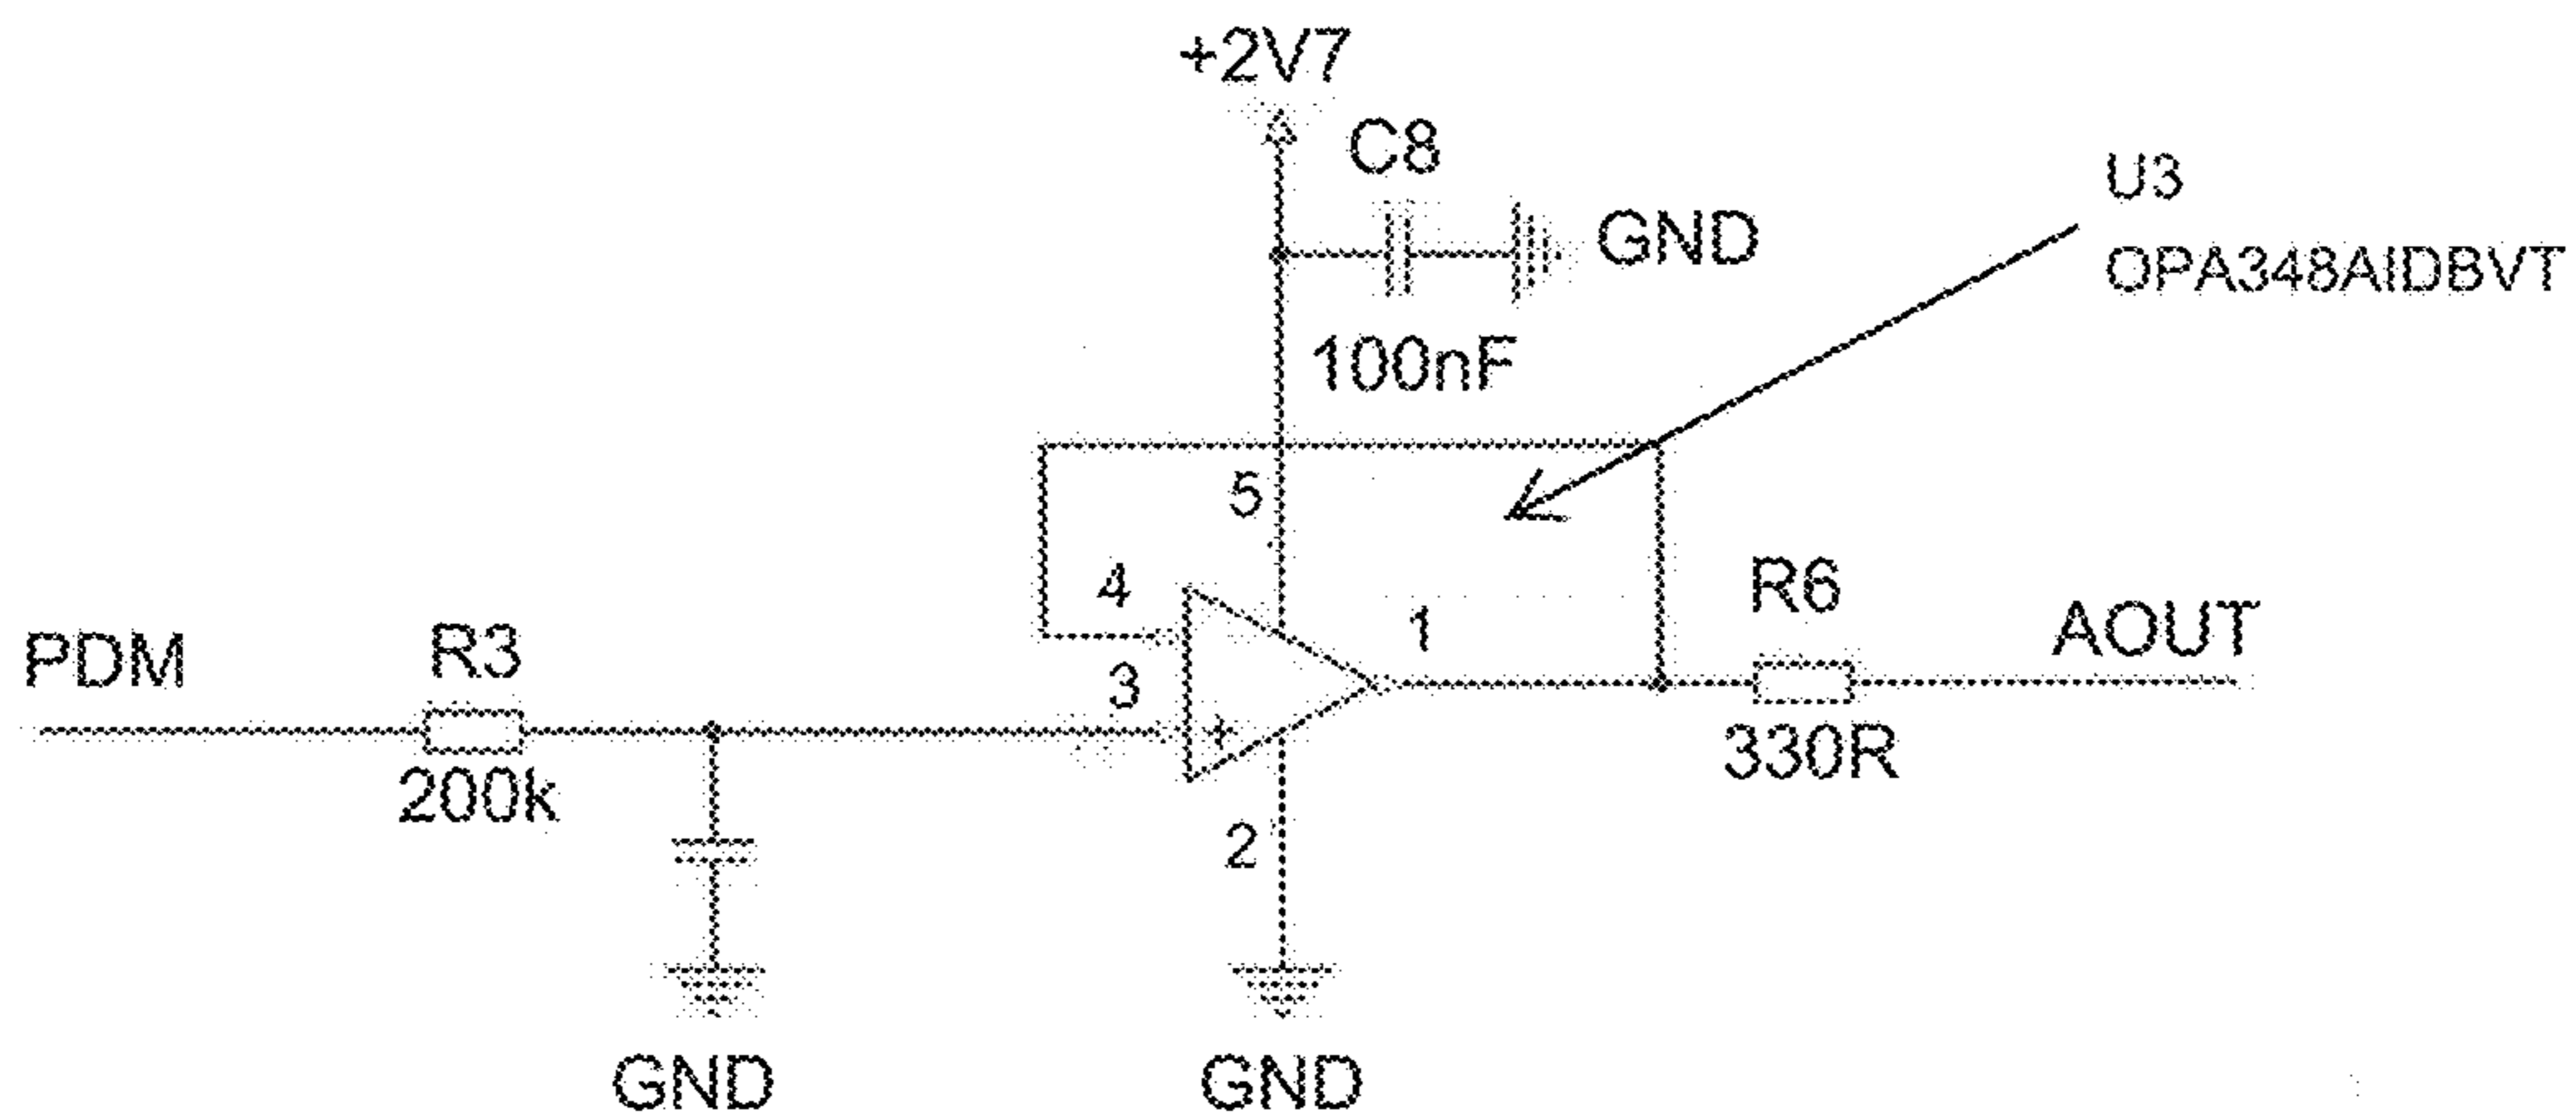 +2V7
C8
GND
100nF
U3
OPA348AIDBVT
5
4
3
1
2
PDM
R3
200k
+
R6
330R
AOUT
GND
GND